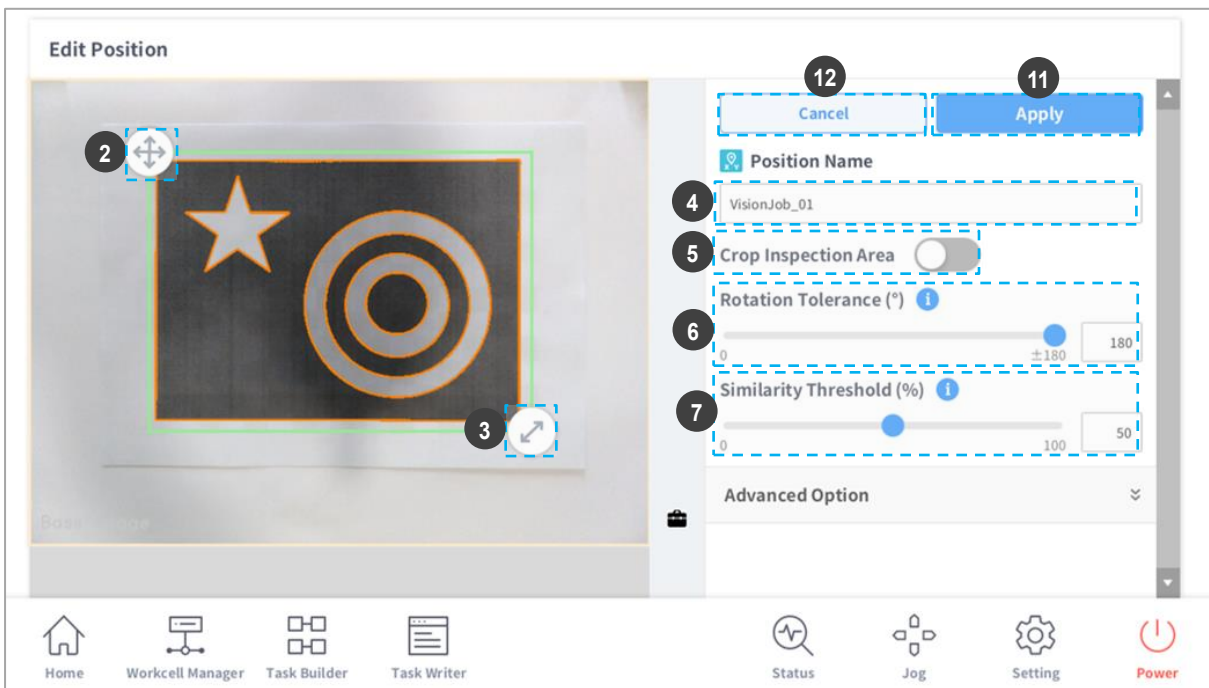 Edit Position
12
11
Cancel
Apply
2
Position Name
4
VisionJob_01
5
Crop Inspection Area
Rotation Tolerance (°)
6
0
±180
180
Similarity Threshold (%)
7
0
100
50
3
Advanced Option
Base
Home
Workcell Manager
Task Builder
Task Writer
Status
Jog
Setting
Power